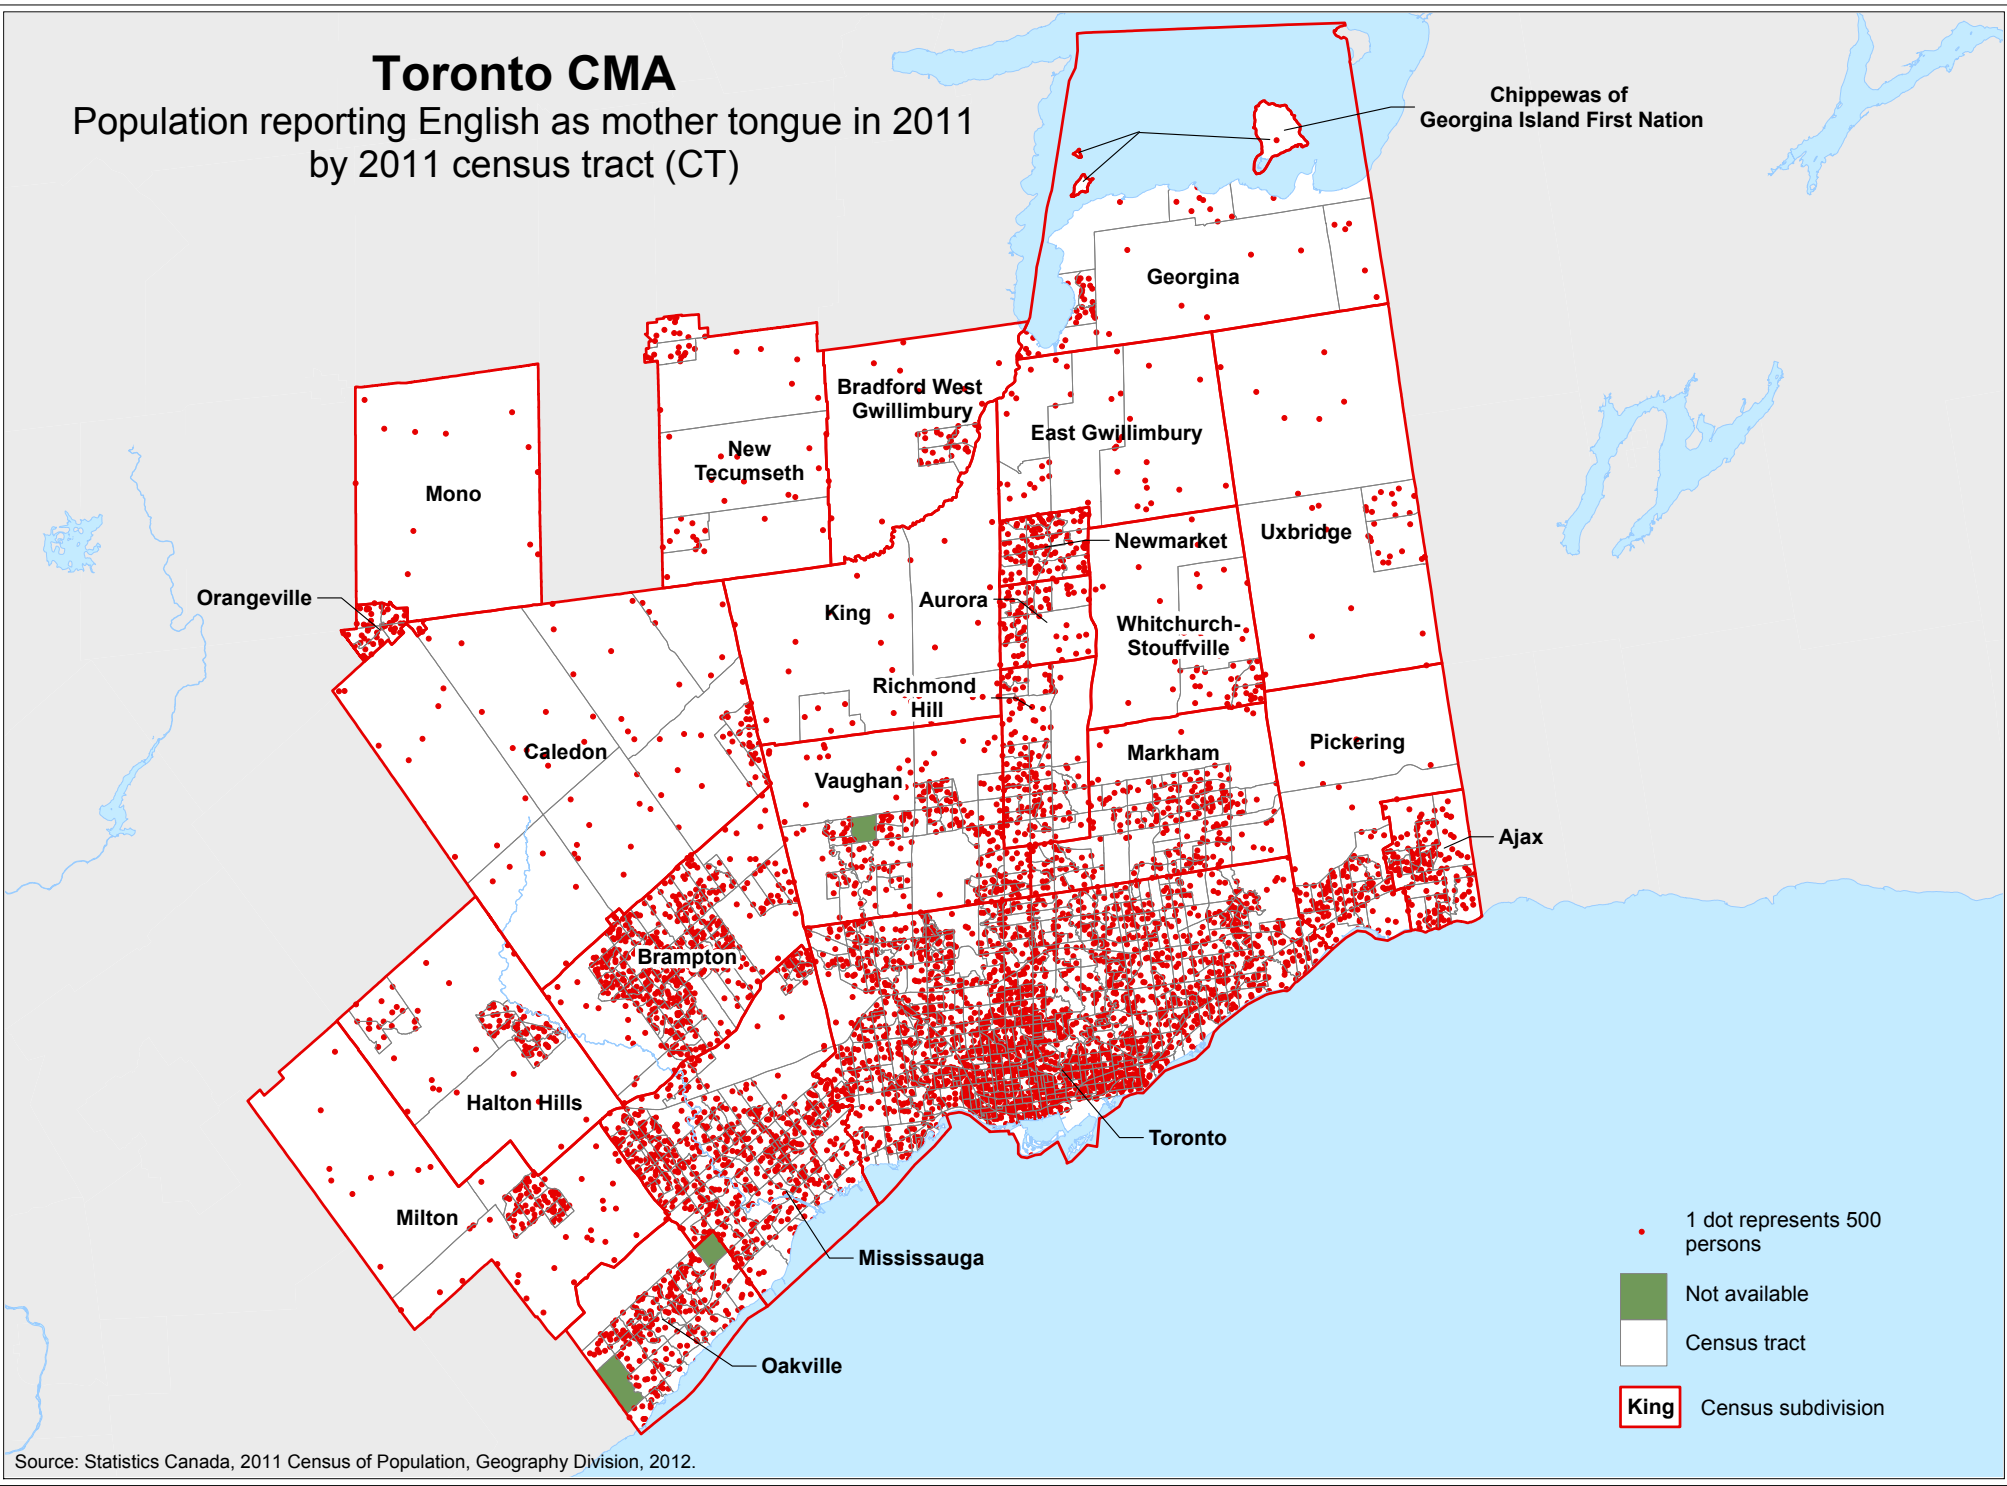 Toronto CMA
Population reporting English as mother tongue in 2011
by 2011 census tract (CT)
Chippewas of
Georgina Island First Nation
Georgina
Bradford West
Gwillimbury
East Gwillimbury
New
Tecumseth
Mono
Newmarket
Uxbridge
Orangeville
King
Aurora
Whitchurch-
Stouffville
Richmond
Hill
Caledon
Vaughan
Markham
Pickering
Ajax
Brampton
Halton Hills
Toronto
Milton
Mississauga
Oakville
1 dot represents 500
persons
Not available
Census tract
King
Census subdivision
Source: Statistics Canada, 2011 Census of Population, Geography Division, 2012.